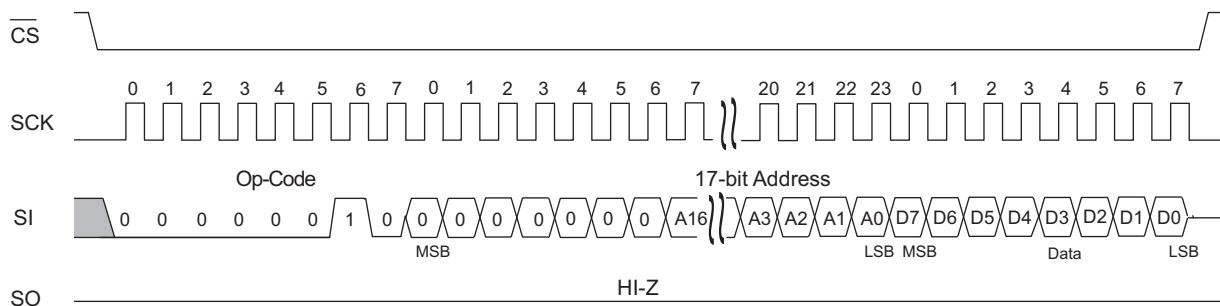 CS
0 1 2 3 4 5 6 7 0 1 2 3 4 5 6 7 20 21 22 23 0 1 2 3 4 5 6 7
SCK
Op-Code 17-bit Address
SI 0 0 0 0 0 0 1 0 0 0 0 0 0 0 0 A16 A3 A2 A1 A0 D7 D6 D5 D4 D3 D2 D1 D0
MSB LSB MSB Data LSB
HI-Z
SO